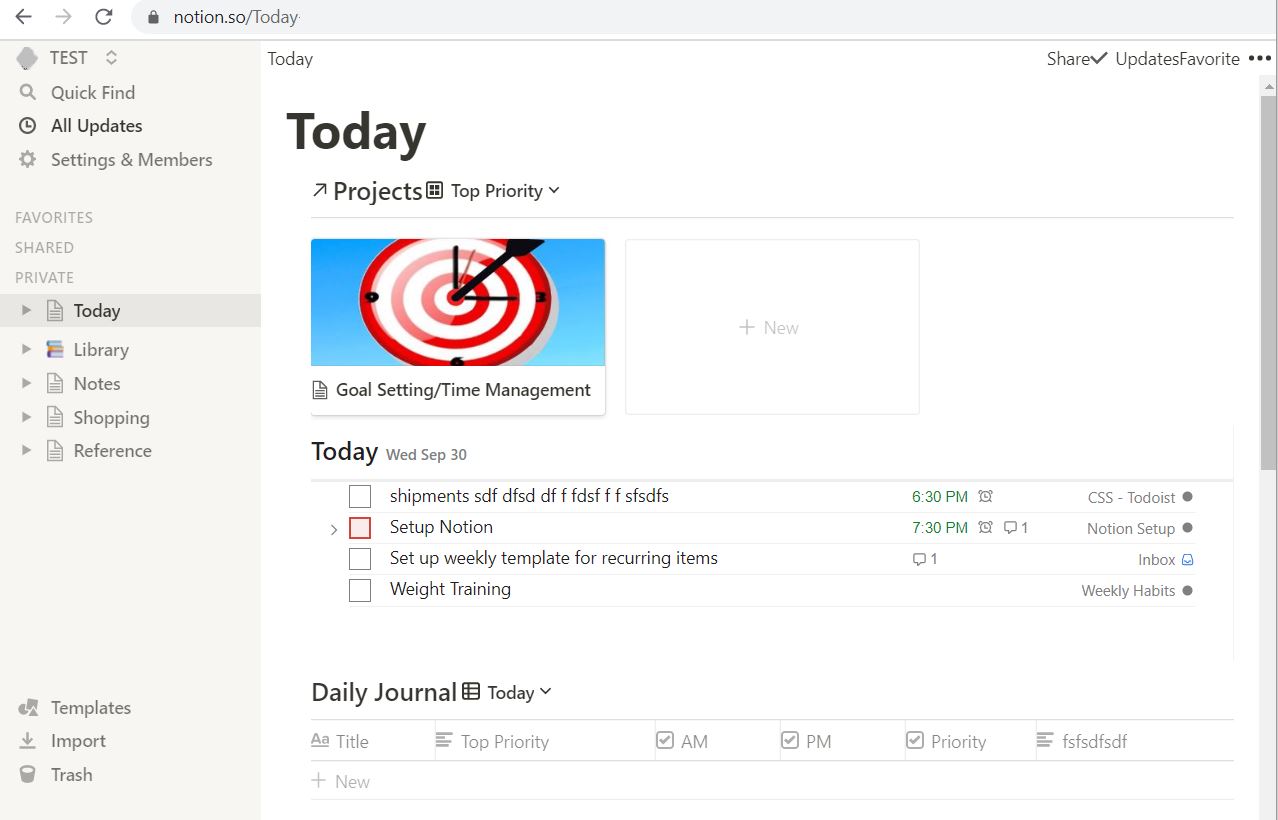 notion.so/Today
TEST
Quick Find
All Updates
Settings & Members
FAVORITES
SHARED
PRIVATE
Today
Library
Notes
Shopping
Reference
Templates
Import
Trash
Today
Share UpdatesFavorite
Today
Projects Top Priority
9 3
6
Goal Setting/Time Management
New
Today Wed Sep 30
shipments sdf dfsd df f fdsf f f sfsdfs 6:30 PM CSS - Todoist
Setup Notion 7:30 PM 1 Notion Setup
Set up weekly template for recurring items 1 Inbox
Weight Training Weekly Habits
Daily Journal Today
Aa Title Top Priority AM PM Priority fsfsdfsdf
New